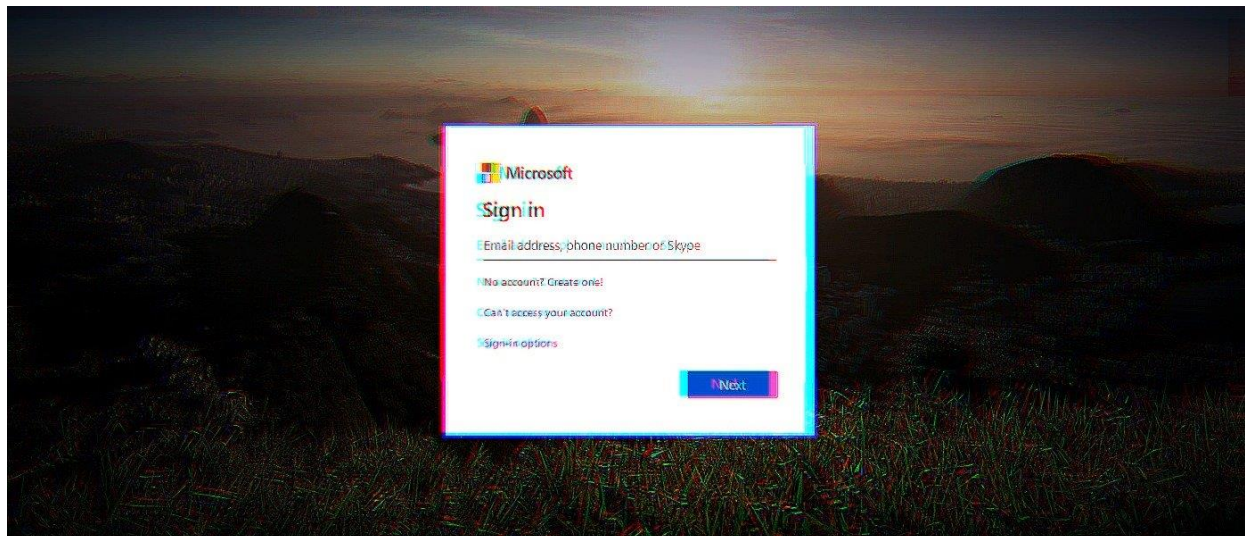 Microsoft
Sign in
Email address, phone number or Skype
No account? Create one!
Can't access your account?
Sign-in options
Next